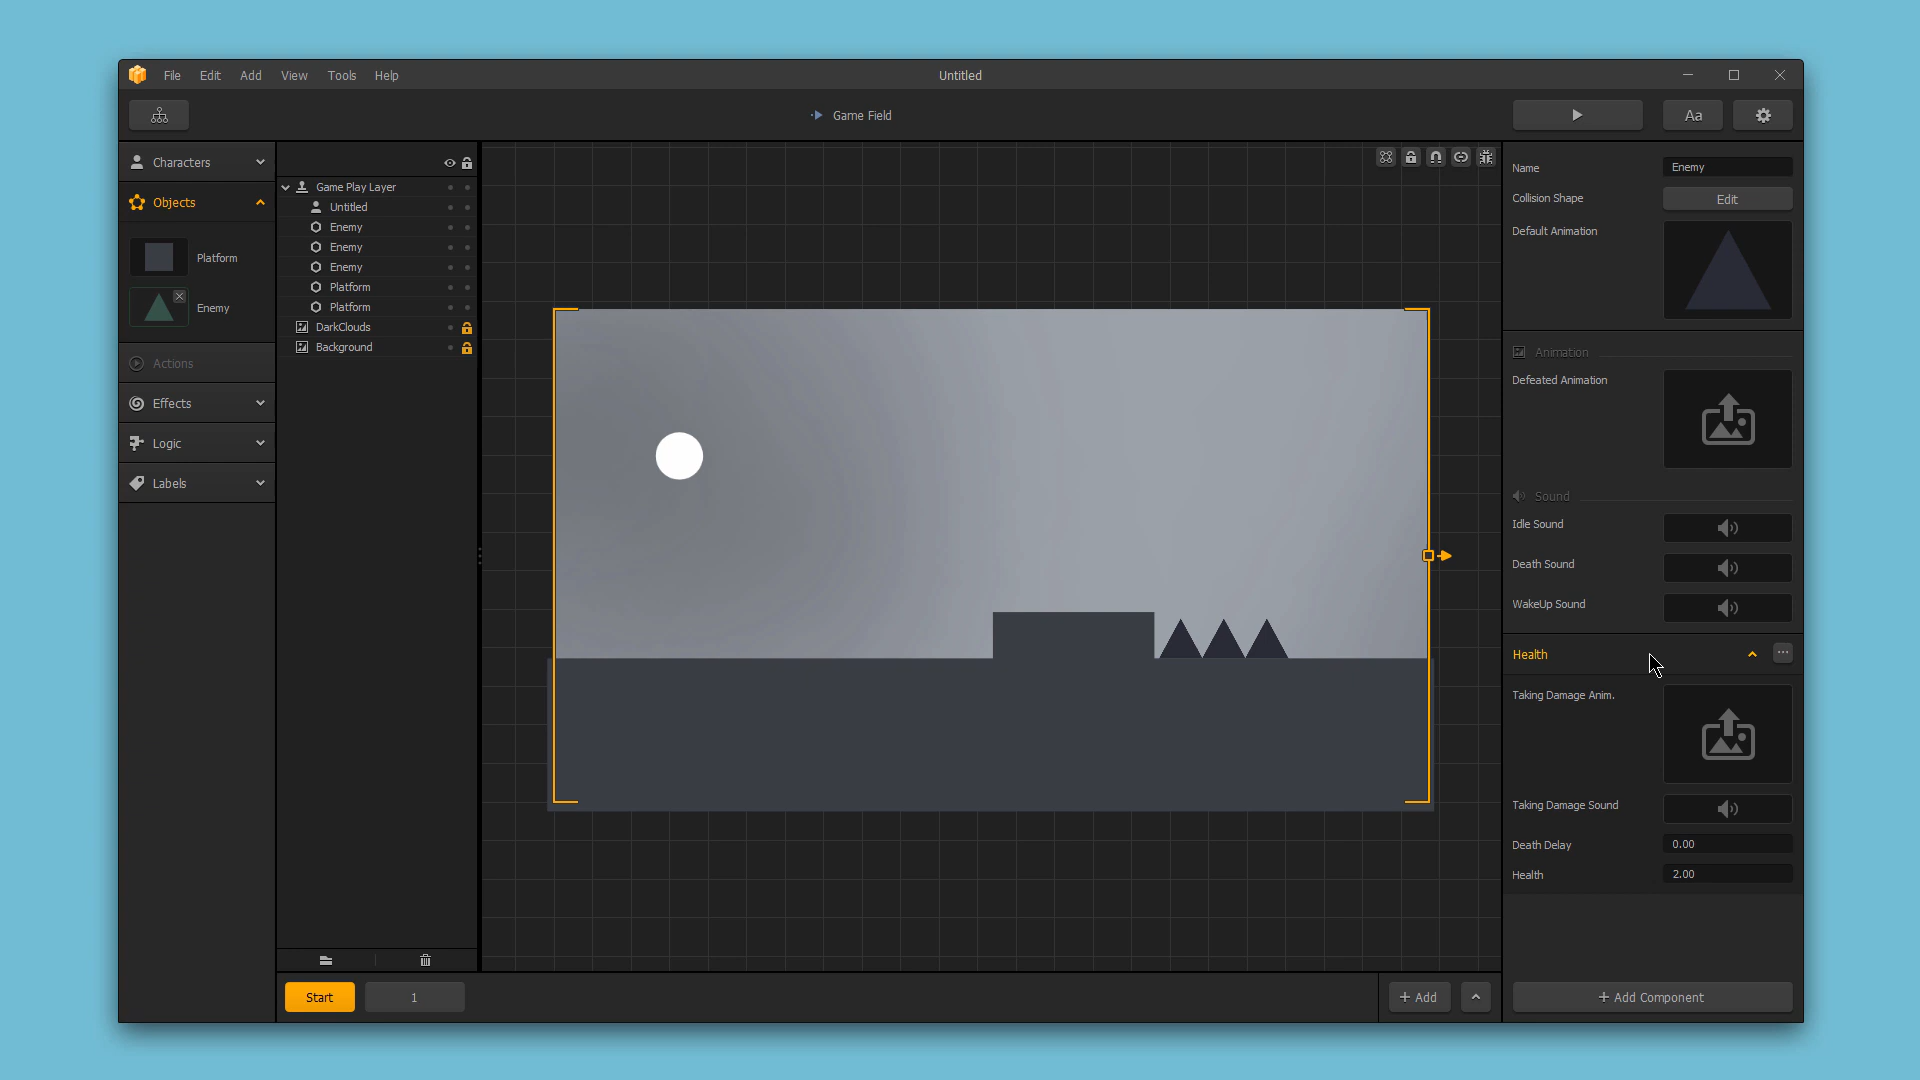 File Edit Add View Tools Help
Untitled
Game Field
Aa
Characters
Objects
Platform
Enemy
Actions
Effects
Logic
Labels
Game Play Layer
Untitled
Enemy
Enemy
Enemy
Platform
Platform
DarkClouds
Background
Start
1
+ Add
Name
Enemy
Collision Shape
Edit
Default Animation
Animation
Defeated Animation
Sound
Idle Sound
Death Sound
WakeUp Sound
Health
Taking Damage Anim.
Taking Damage Sound
Death Delay
0.00
Health
2.00
+ Add Component